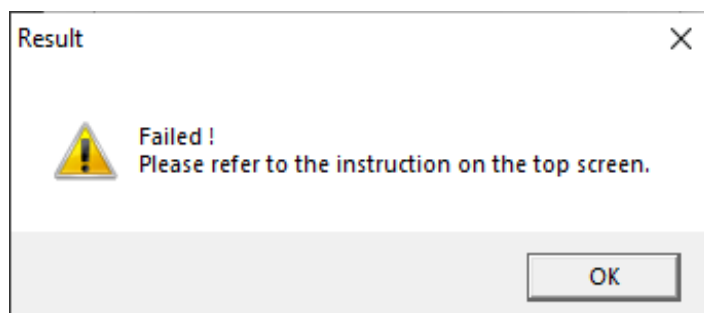 Result
Failed !
Please refer to the instruction on the top screen.
OK